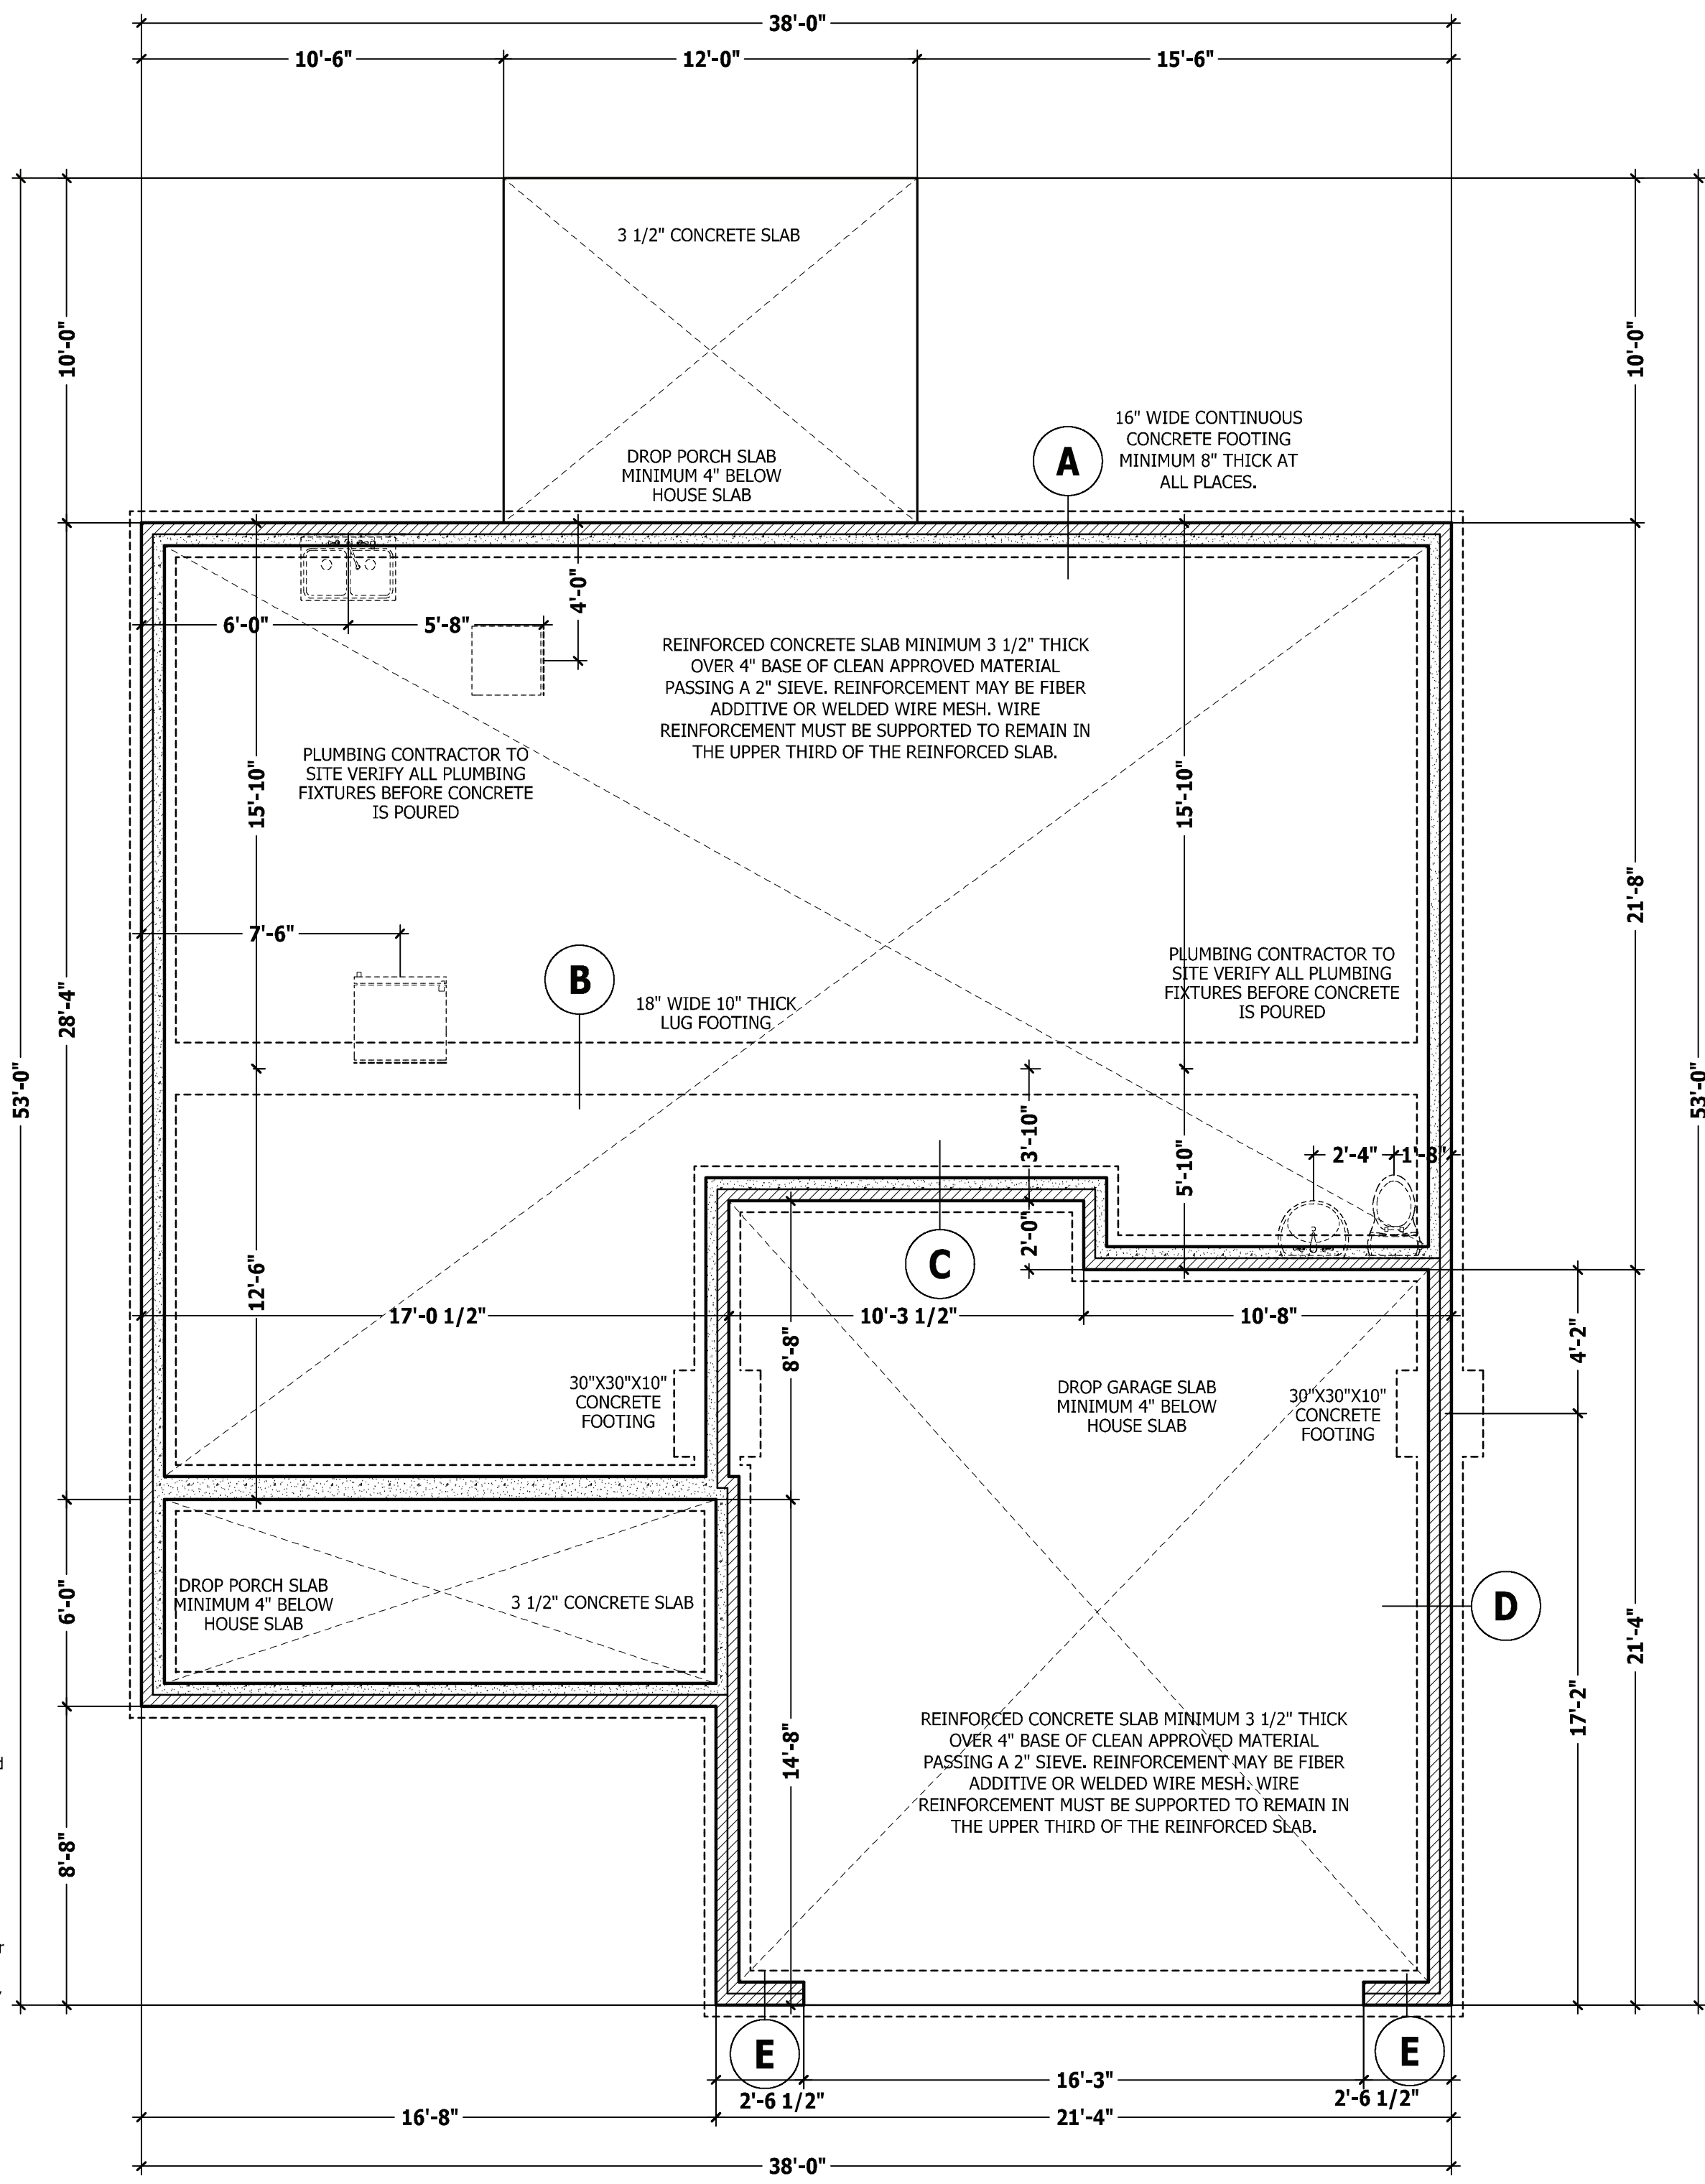 38'-0"
10'-6"
12'-0"
15'-6"
3 1/2" CONCRETE SLAB
10'-0"
10'-0"
DROP PORCH SLAB
MINIMUM 4" BELOW
HOUSE SLAB
A
16" WIDE CONTINUOUS
CONCRETE FOOTING
MINIMUM 8" THICK AT
ALL PLACES.
4'-0"
6'-0"
5'-8"
REINFORCED CONCRETE SLAB MINIMUM 3 1/2" THICK
OVER 4" BASE OF CLEAN APPROVED MATERIAL
PASSING A 2" SIEVE. REINFORCEMENT MAY BE FIBER
ADDITIVE OR WELDED WIRE MESH. WIRE
REINFORCEMENT MUST BE SUPPORTED TO REMAIN IN
THE UPPER THIRD OF THE REINFORCED SLAB.
PLUMBING CONTRACTOR TO
SITE VERIFY ALL PLUMBING
FIXTURES BEFORE CONCRETE
IS POURED
15'-10"
15'-10"
21'-8"
7'-6"
28'-4"
53'-0"
53'-0"
B
18" WIDE 10" THICK
LUG FOOTING
PLUMBING CONTRACTOR TO
SITE VERIFY ALL PLUMBING
FIXTURES BEFORE CONCRETE
IS POURED
3'-10"
5'-10"
2'-4"
1'-8"
2'-0"
C
12'-6"
17'-0 1/2"
10'-3 1/2"
10'-8"
8'-8"
4'-2"
30"X30"X10"
CONCRETE
FOOTING
DROP GARAGE SLAB
MINIMUM 4" BELOW
HOUSE SLAB
30"X30"X10"
CONCRETE
FOOTING
6'-0"
DROP PORCH SLAB
MINIMUM 4" BELOW
HOUSE SLAB
3 1/2" CONCRETE SLAB
D
21'-4"
17'-2"
14'-8"
REINFORCED CONCRETE SLAB MINIMUM 3 1/2" THICK
OVER 4" BASE OF CLEAN APPROVED MATERIAL
PASSING A 2" SIEVE. REINFORCEMENT MAY BE FIBER
ADDITIVE OR WELDED WIRE MESH. WIRE
REINFORCEMENT MUST BE SUPPORTED TO REMAIN IN
THE UPPER THIRD OF THE REINFORCED SLAB.
8'-8"
E
E
16'-3"
2'-6 1/2"
2'-6 1/2"
16'-8"
21'-4"
38'-0"